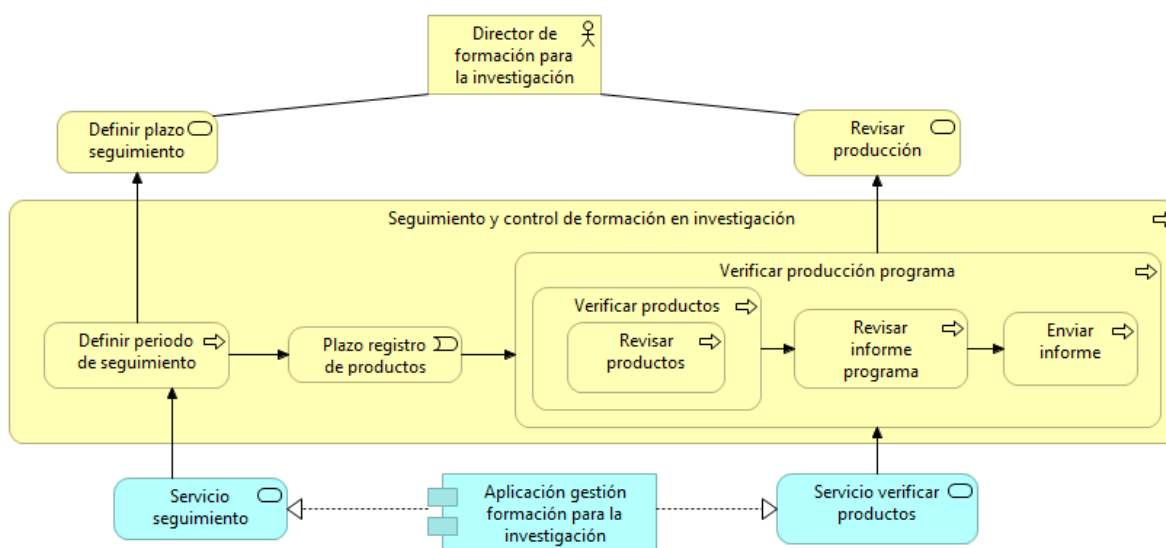 Director de
formación para
la investigación
Definir plazo
seguimiento
Revisar
producción
Seguimiento y control de formación en investigación
Verificar producción programa
Verificar productos
Definir periodo
de seguimiento
Plazo registro
de productos
Revisar
productos
Revisar
informe
programa
Enviar
informe
Servicio
seguimiento
Aplicación gestión
formación para la
investigación
Servicio verificar
productos